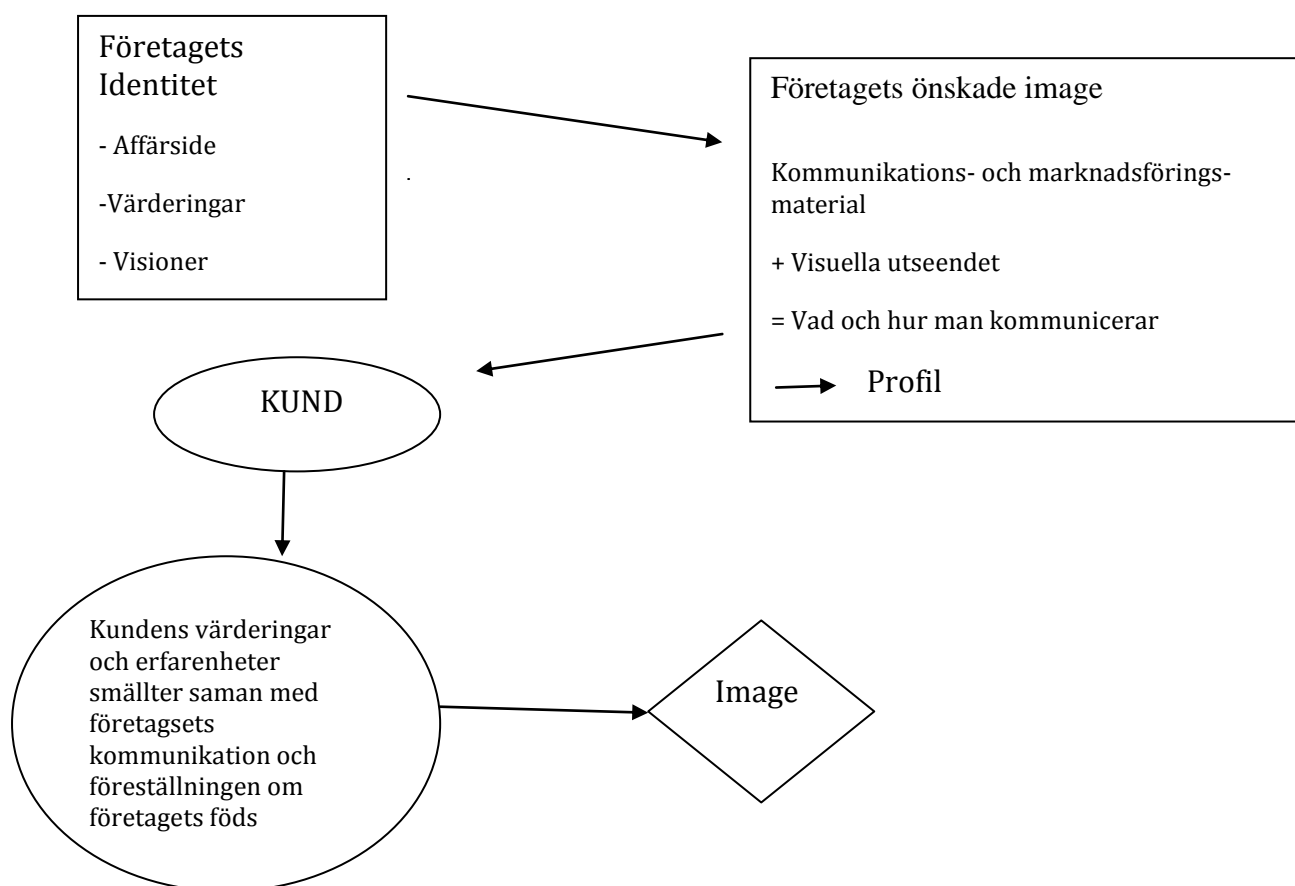 Företagets
Identitet
- Affärside
-Värderingar
- Visioner
.
Företagets önskade image
Kommunikations- och marknadsförings-
material
+ Visuella utseendet
= Vad och hur man kommunicerar
Profil
KUND
Kundens värderingar
och erfarenheter
smällter saman med
företagsets
kommunikation och
föreställningen om
företagets föds
Image